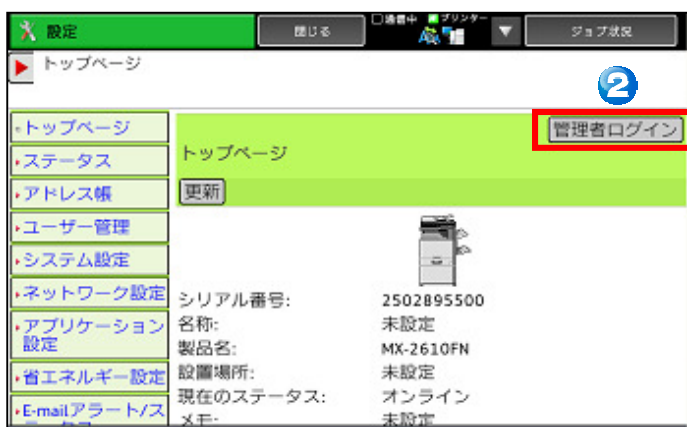 設定
閉じる
通信中 プリンター
ジョブ状況
トップページ
2
トップページ
管理者ログイン
ステータス
トップページ
アドレス帳
更新
ユーザー管理
システム設定
ネットワーク設定
アプリケーション
設定
省エネルギー設定
E-mailアラート/ス
シリアル番号: 2502895500
名称: 未設定
製品名: MX-2610FN
設置場所: 未設定
現在のステータス: オンライン
メモ: 未設定